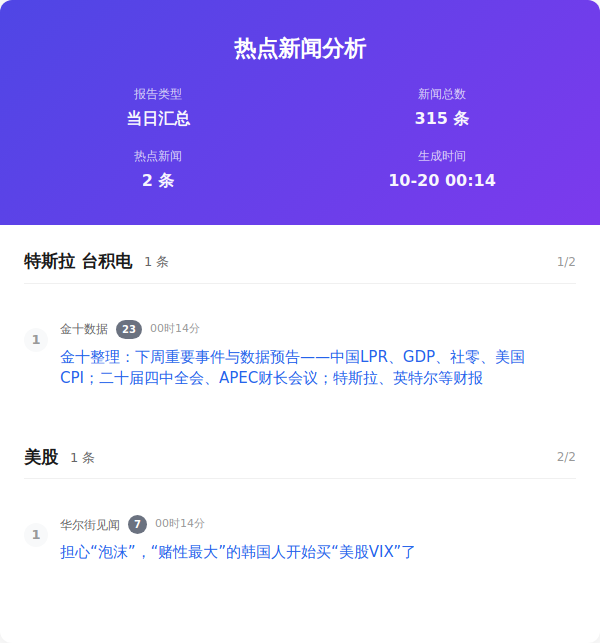 热点新闻分析
报告类型
新闻总数
当日汇总
315 条
热点新闻
生成时间
2 条
10-20 00:14
特斯拉 台积电 1 条 1/2
1 金十数据 23 00时14分
金十整理：下周重要事件与数据预告——中国LPR、GDP、社零、美国
CPI；二十届四中全会、APEC财长会议；特斯拉、英特尔等财报
美股 1 条 2/2
1 华尔街见闻 7 00时14分
担心“泡沫”，“赌性最大”的韩国人开始买“美股VIX”了